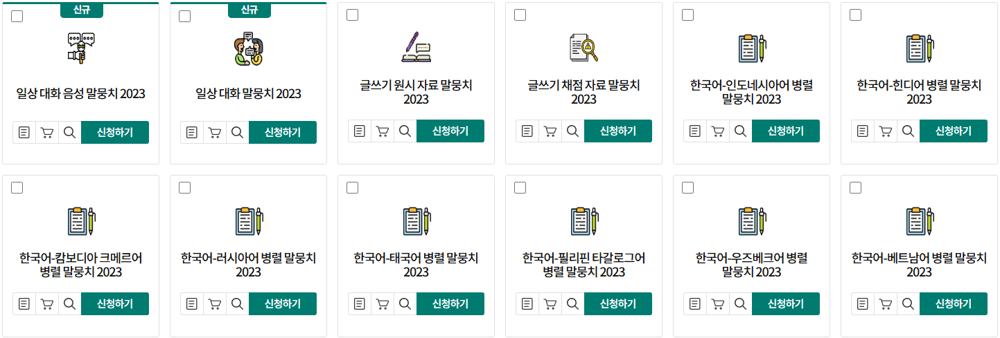 신규
신규
일상 대화 음성 말뭉치 2023
일상 대화 말뭉치 2023
글쓰기 원시 자료 말뭉치
2023
글쓰기 채점 자료 말뭉치
2023
한국어-인도네시아어 병렬
말뭉치 2023
한국어-힌디어 병렬 말뭉치
2023
신청하기
신청하기
신청하기
신청하기
신청하기
신청하기
한국어-캄보디아 크메르어
병렬 말뭉치 2023
한국어-러시아어 병렬 말뭉치
2023
한국어-태국어 병렬 말뭉치
2023
한국어-필리핀 타갈로그어
병렬 말뭉치 2023
한국어-우즈베크어 병렬
말뭉치 2023
한국어-베트남어 병렬 말뭉치
2023
신청하기
신청하기
신청하기
신청하기
신청하기
신청하기